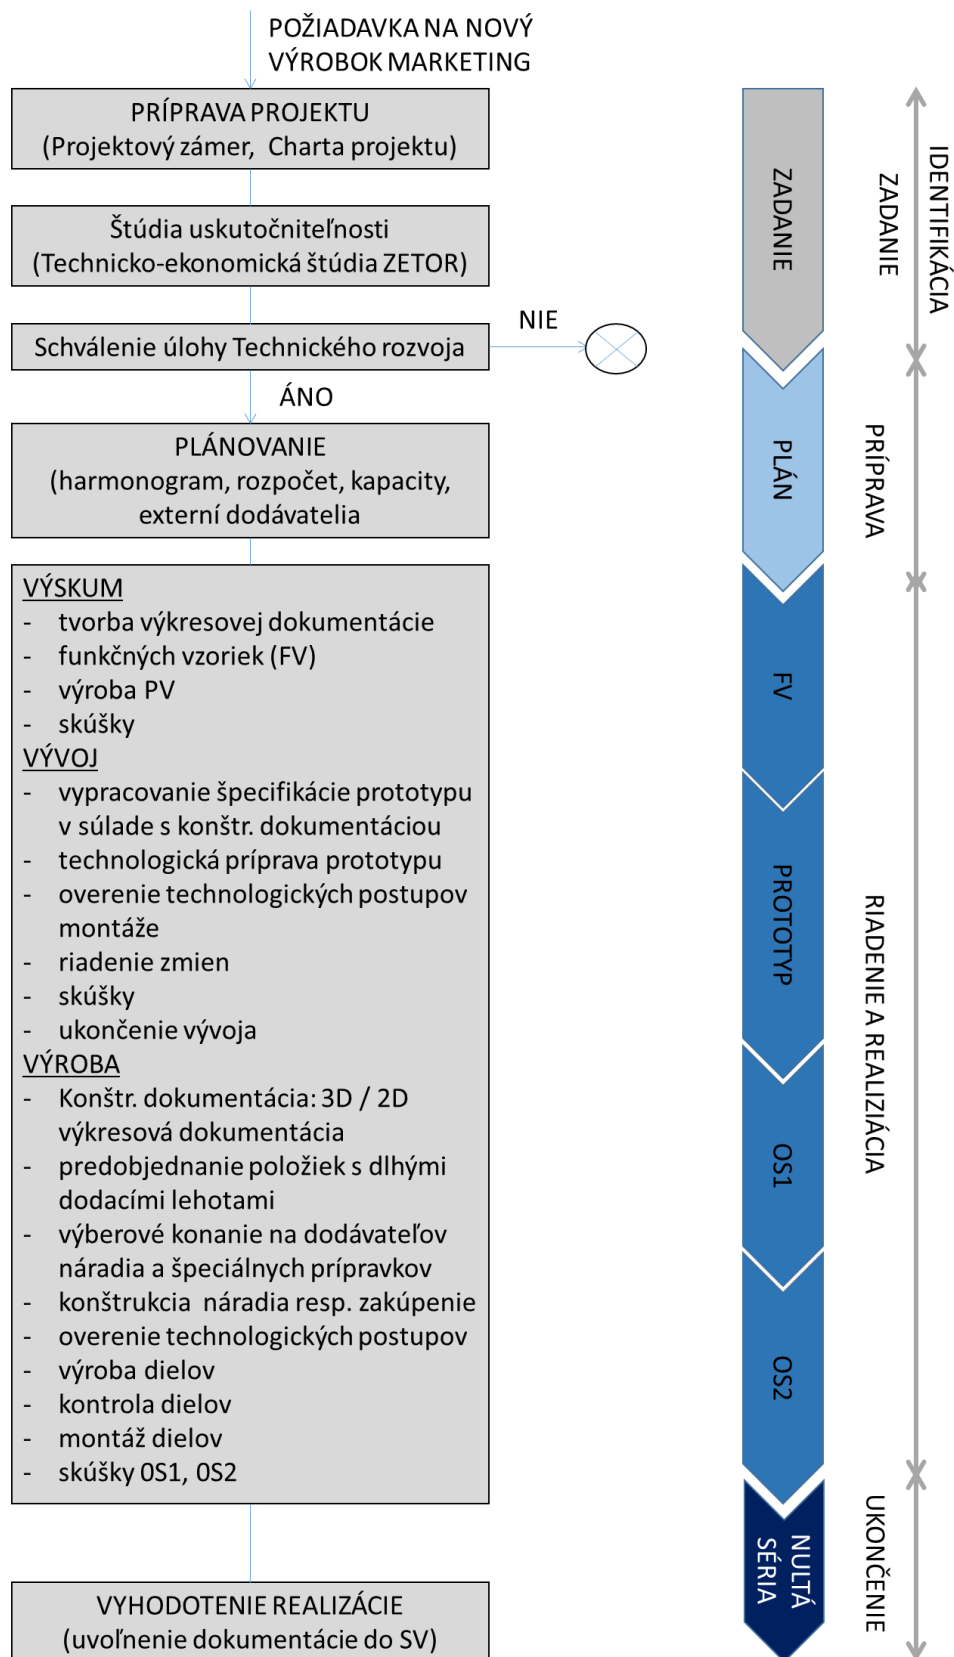 POŽIADAVKA NA NOVÝ
VÝROBOK MARKETING
PRÍPRAVA PROJEKTU
(Projektový zámer, Charta projektu)
Štúdia uskutočniteľnosti
(Technicko-ekonomická štúdia ZETOR)
Schválenie úlohy Technického rozvoja
NIE
ÁNO
PLÁNOVANIE
(harmonogram, rozpočet, kapacity,
externí dodávatelia
VÝSKUM
- tvorba výkresovej dokumentácie
- funkčných vzoriek (FV)
- výroba PV
- skúšky
VÝVOJ
- vypracovanie špecifikácie prototypu
v súlade s konštr. dokumentáciou
- technologická príprava prototypu
- overenie technologických postupov
montáže
- riadenie zmien
- skúšky
- ukončenie vývoja
VÝROBA
- Konštr. dokumentácia: 3D / 2D
výkresová dokumentácia
- predobjednanie položiek s dlhými
dodacími lehotami
- výberové konanie na dodávateľov
náradia a špeciálnych prípravkov
- konštrukcia náradia resp. zakúpenie
- overenie technologických postupov
- výroba dielov
- kontrola dielov
- montáž dielov
- skúšky 0S1, 0S2
VYHODOTENIE REALIZÁCIE
(uvoľnenie dokumentácie do SV)
ZADANIE
PLÁN
FV
PROTOTYP
OS1
OS2
NULTÁ
SÉRIA
IDENTIFIKÁCIA
ZADANIE
PRÍPRAVA
RIADENIE A REALIZIÁCIA
UKONČENIE